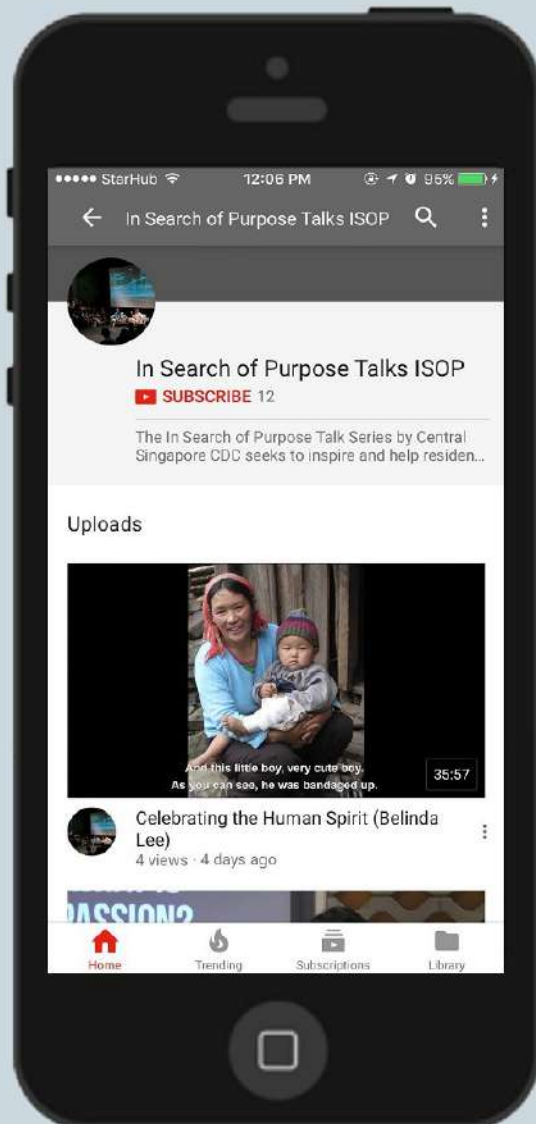 StarHub 12:06 PM 95%
In Search of Purpose Talks ISOP
In Search of Purpose Talks ISOP
SUBSCRIBE 12
The In Search of Purpose Talk Series by Central
Singapore CDC seeks to inspire and help residen...
Uploads
And this little boy, very cute boy.
As you can see, he was bandaged up.
35:57
Celebrating the Human Spirit (Belinda
Lee)
4 views · 4 days ago
PASSION?
Home Trending Subscriptions Library